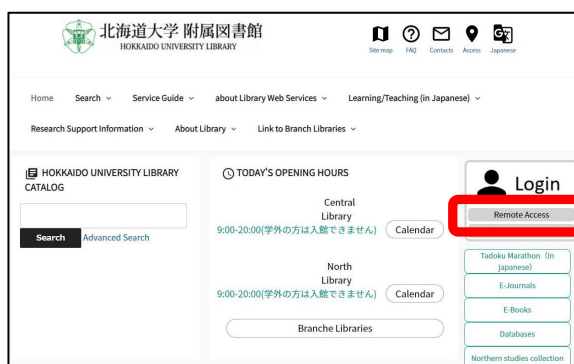 北海道大学 附属図書館
HOKKAIDO UNIVERSITY LIBRARY
Site map FAQ Contacts Access Japanese
Home Search Service Guide about Library Web Services Learning/Teaching (in Japanese)
Research Support Information About Library Link to Branch Libraries
HOKKAIDO UNIVERSITY LIBRARY
CATALOG
Search Advanced Search
TODAY'S OPENING HOURS
Central
Library
9:00-20:00(学外の方は入館できません) Calendar
North
Library
9:00-20:00(学外の方は入館できません) Calendar
Branche Libraries
Login
Remote Access
Tadoku Marathon（in
japanese）
E-Journals
E-Books
Databases
Northern studies collection